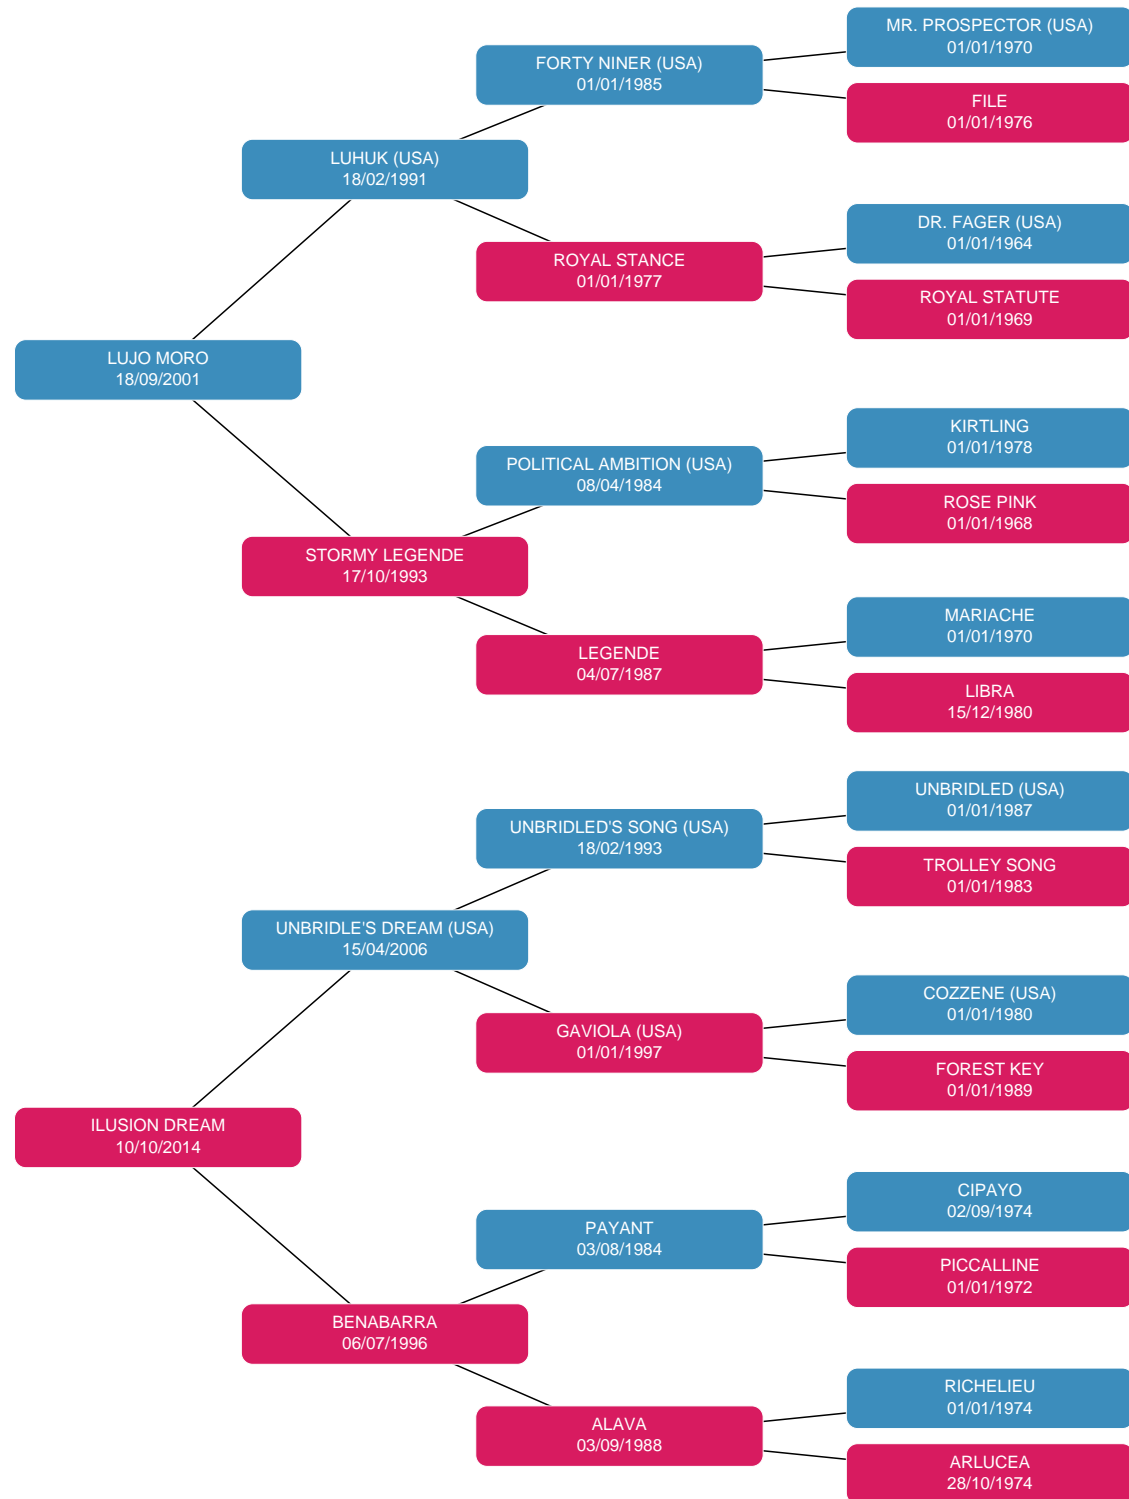 MR. PROSPECTOR (USA)
01/01/1970
FORTY NINER (USA)
01/01/1985
FILE
01/01/1976
LUHUK (USA)
18/02/1991
DR. FAGER (USA)
01/01/1964
ROYAL STANCE
01/01/1977
ROYAL STATUTE
01/01/1969
LUJO MORO
18/09/2001
KIRTLING
01/01/1978
POLITICAL AMBITION (USA)
08/04/1984
ROSE PINK
01/01/1968
STORMY LEGENDE
17/10/1993
MARIACHE
01/01/1970
LEGENDE
04/07/1987
LIBRA
15/12/1980
UNBRIDLED (USA)
01/01/1987
UNBRIDLED'S SONG (USA)
18/02/1993
TROLLEY SONG
01/01/1983
UNBRIDLE'S DREAM (USA)
15/04/2006
COZZENE (USA)
01/01/1980
GAVIOLA (USA)
01/01/1997
FOREST KEY
01/01/1989
ILUSION DREAM
10/10/2014
CIPAYO
02/09/1974
PAYANT
03/08/1984
PICCALLINE
01/01/1972
BENABARRA
06/07/1996
RICHELIEU
01/01/1974
ALAVA
03/09/1988
ARLUCEA
28/10/1974